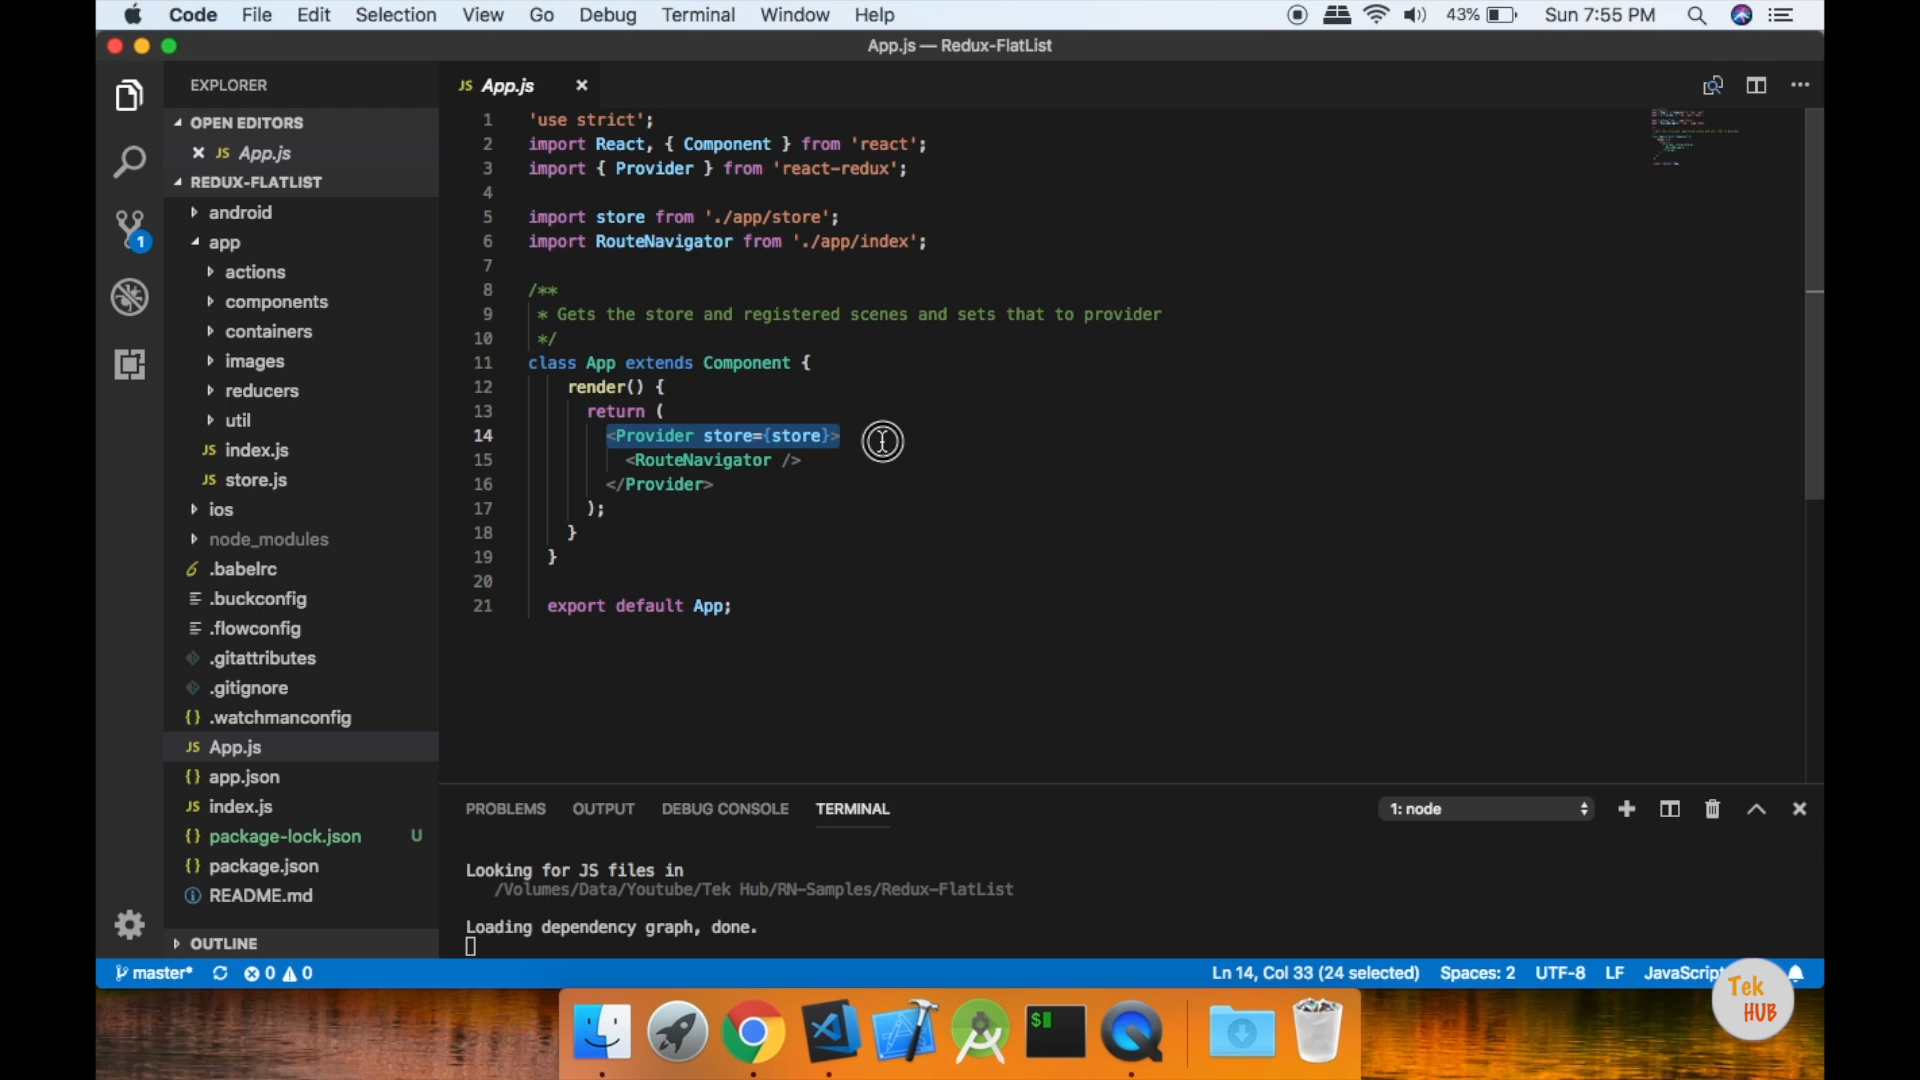 Code File Edit Selection View Go Debug Terminal Window Help 43% Sun 7:55 PM
App.js — Redux-FlatList
EXPLORER
OPEN EDITORS
JS App.js
REDUX-FLATLIST
android
app
actions
components
containers
images
reducers
util
JS index.js
JS store.js
ios
node_modules
.babelrc
.buckconfig
.flowconfig
.gitattributes
.gitignore
{} .watchmanconfig
JS App.js
{} app.json
JS index.js
{} package-lock.json U
{} package.json
README.md
OUTLINE
1
JS App.js
1 'use strict';
2 import React, { Component } from 'react';
3 import { Provider } from 'react-redux';
4
5 import store from './app/store';
6 import RouteNavigator from './app/index';
7
8 /**
9 * Gets the store and registered scenes and sets that to provider
10 */
11 class App extends Component {
12 render() {
13 return (
14 <Provider store={store}>
15 <RouteNavigator />
16 </Provider>
17 );
18 }
19 }
20
21 export default App;
PROBLEMS OUTPUT DEBUG CONSOLE TERMINAL 1: node
Looking for JS files in
/Volumes/Data/Youtube/Tek Hub/RN-Samples/Redux-FlatList
Loading dependency graph, done.
master* 0 0 Ln 14, Col 33 (24 selected) Spaces: 2 UTF-8 LF JavaScript
Tek
HUB
$